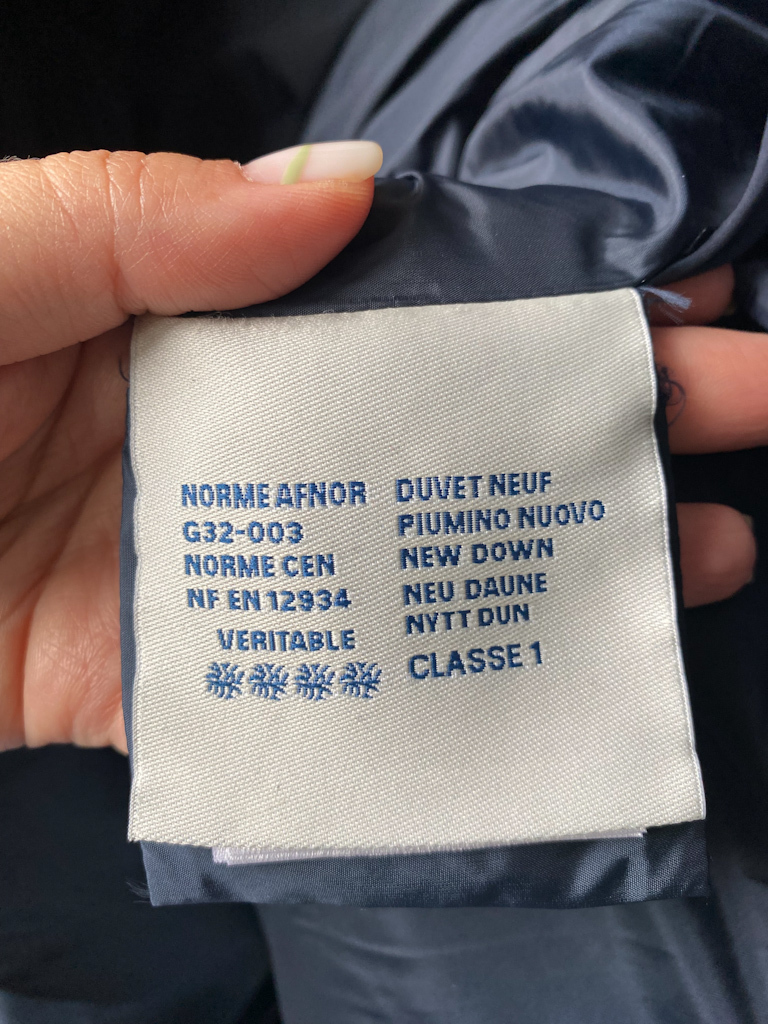 NORME AFNOR
G32-003
NORME CEN
NF EN 12934
VERITABLE
DUVET NEUF
PIUMINO NUOVO
NEW DOWN
NEU DAUNE
NYTT DUN
CLASSE 1